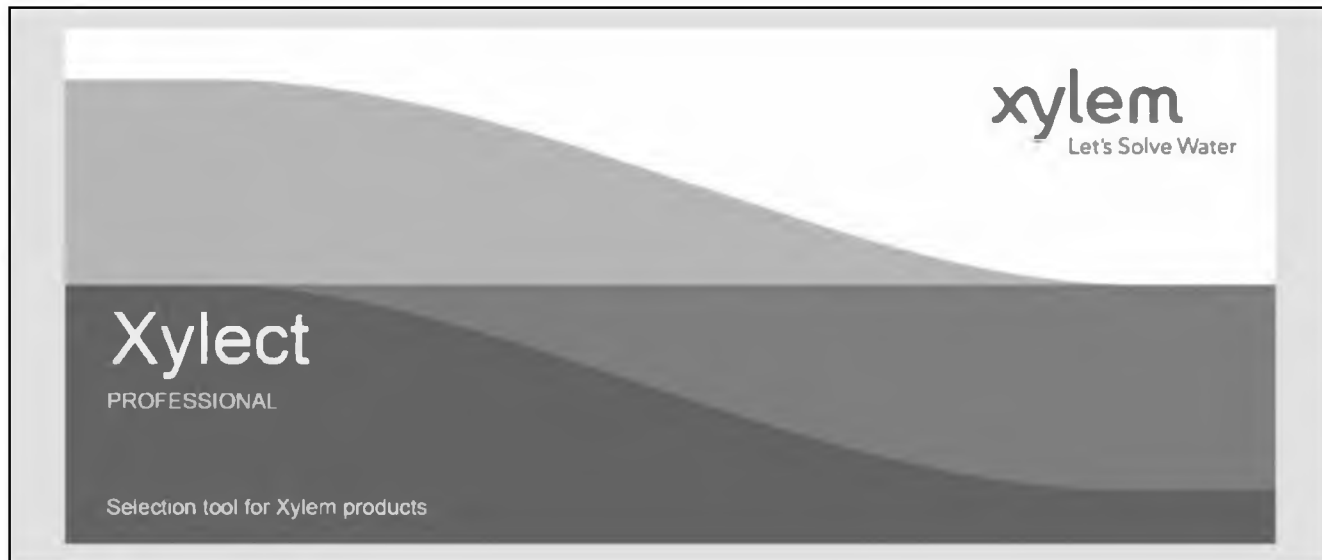 xylem
Let's Solve Water
Xylect
PROFESSIONAL
Selection tool for Xylem products